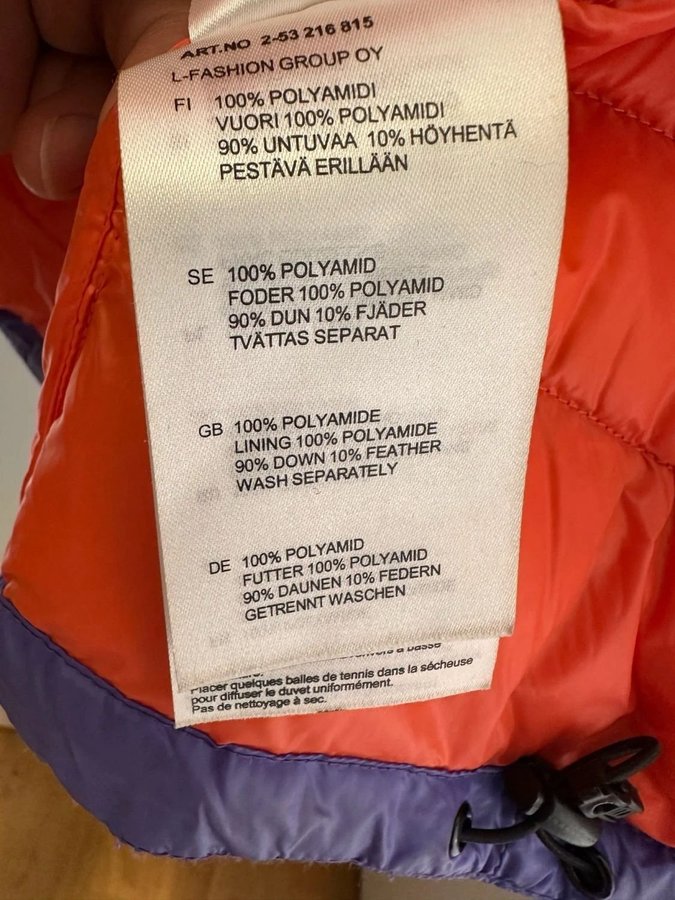 ART.NO 2-53 216 815
L-FASHION GROUP OY
FI 100% POLYAMIDI
VUORI 100% POLYAMIDI
90% UNTUVAA 10% HÖYHENTÄ
PESTÄVÄ ERILLÄÄN
SE 100% POLYAMID
FODER 100% POLYAMID
90% DUN 10% FJÄDER
TVÄTTAS SEPARAT
GB 100% POLYAMIDE
LINING 100% POLYAMIDE
90% DOWN 10% FEATHER
WASH SEPARATELY
DE 100% POLYAMID
FUTTER 100% POLYAMID
90% DAUNEN 10% FEDERN
GETRENNT WASCHEN
Placer quelques balles de tennis dans la sécheuse
pour diffuser le duvet uniformément.
Pas de nettoyage à sec.